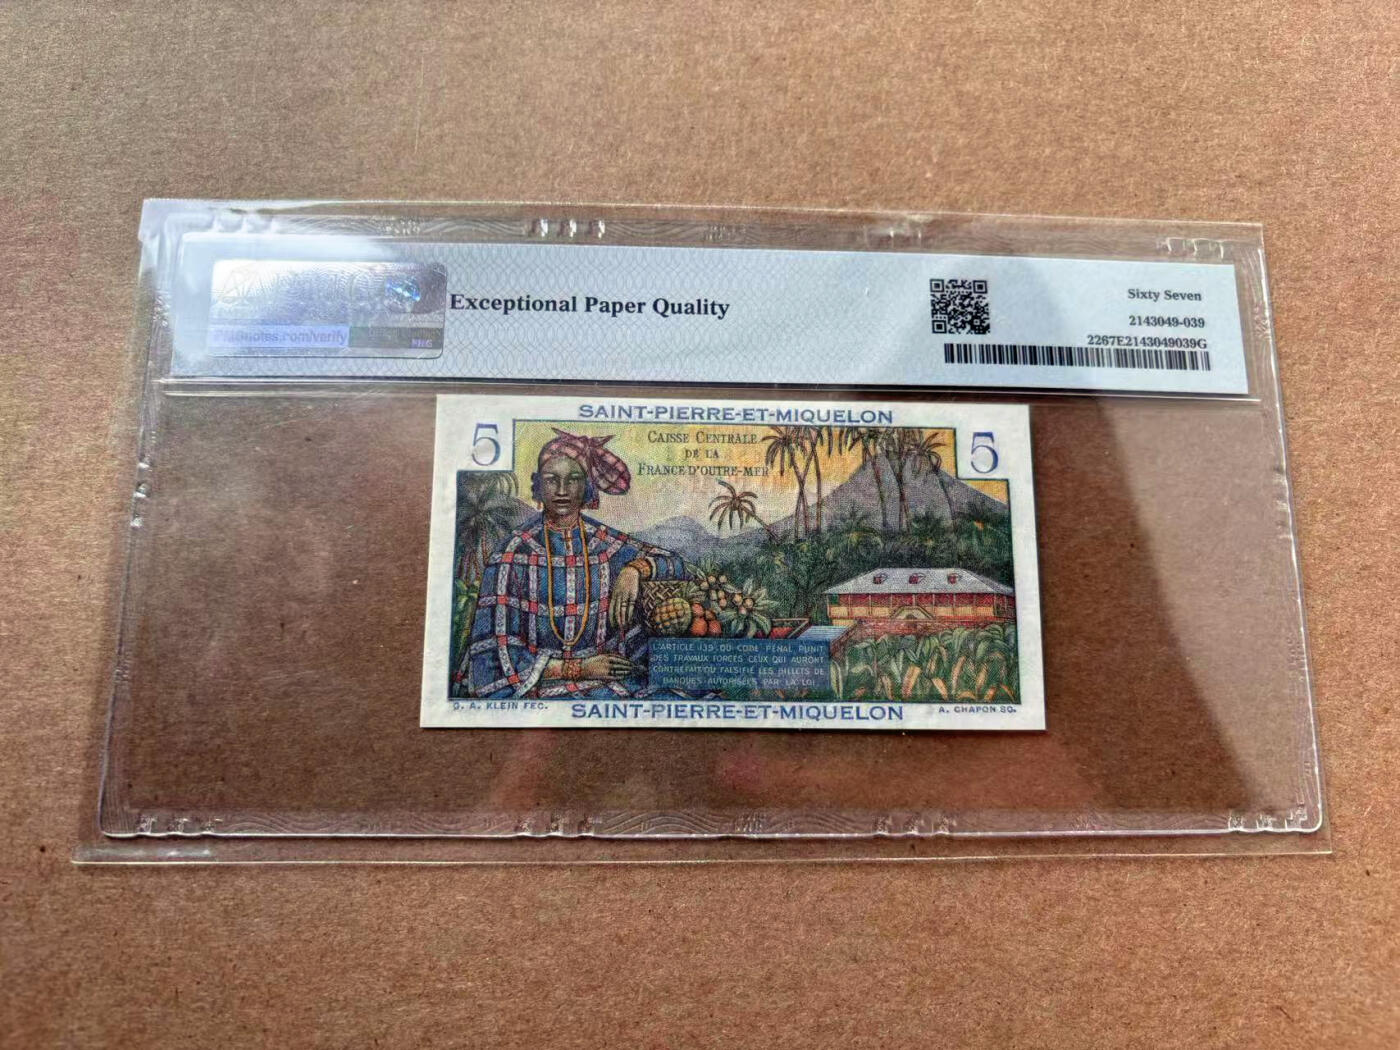 pmgnotes.com/verify
PMG
Exceptional Paper Quality
Sixty Seven
2143049-039
2267E2143049039G
SAINT-PIERRE-ET-MIQUELON
5
CAISSE CENTRALE
DE LA
FRANCE D'OUTRE-MER
5
L'ARTICLE 139 DU CODE PÉNAL PUNIT
DES TRAVAUX FORCÉS CEUX QUI AURONT
CONTREFAIT OU FALSIFIÉ LES BILLETS DE
BANQUES AUTORISÉES PAR LA LOI
G. A. KLEIN FEC.
SAINT-PIERRE-ET-MIQUELON
A. CHAPON SC.